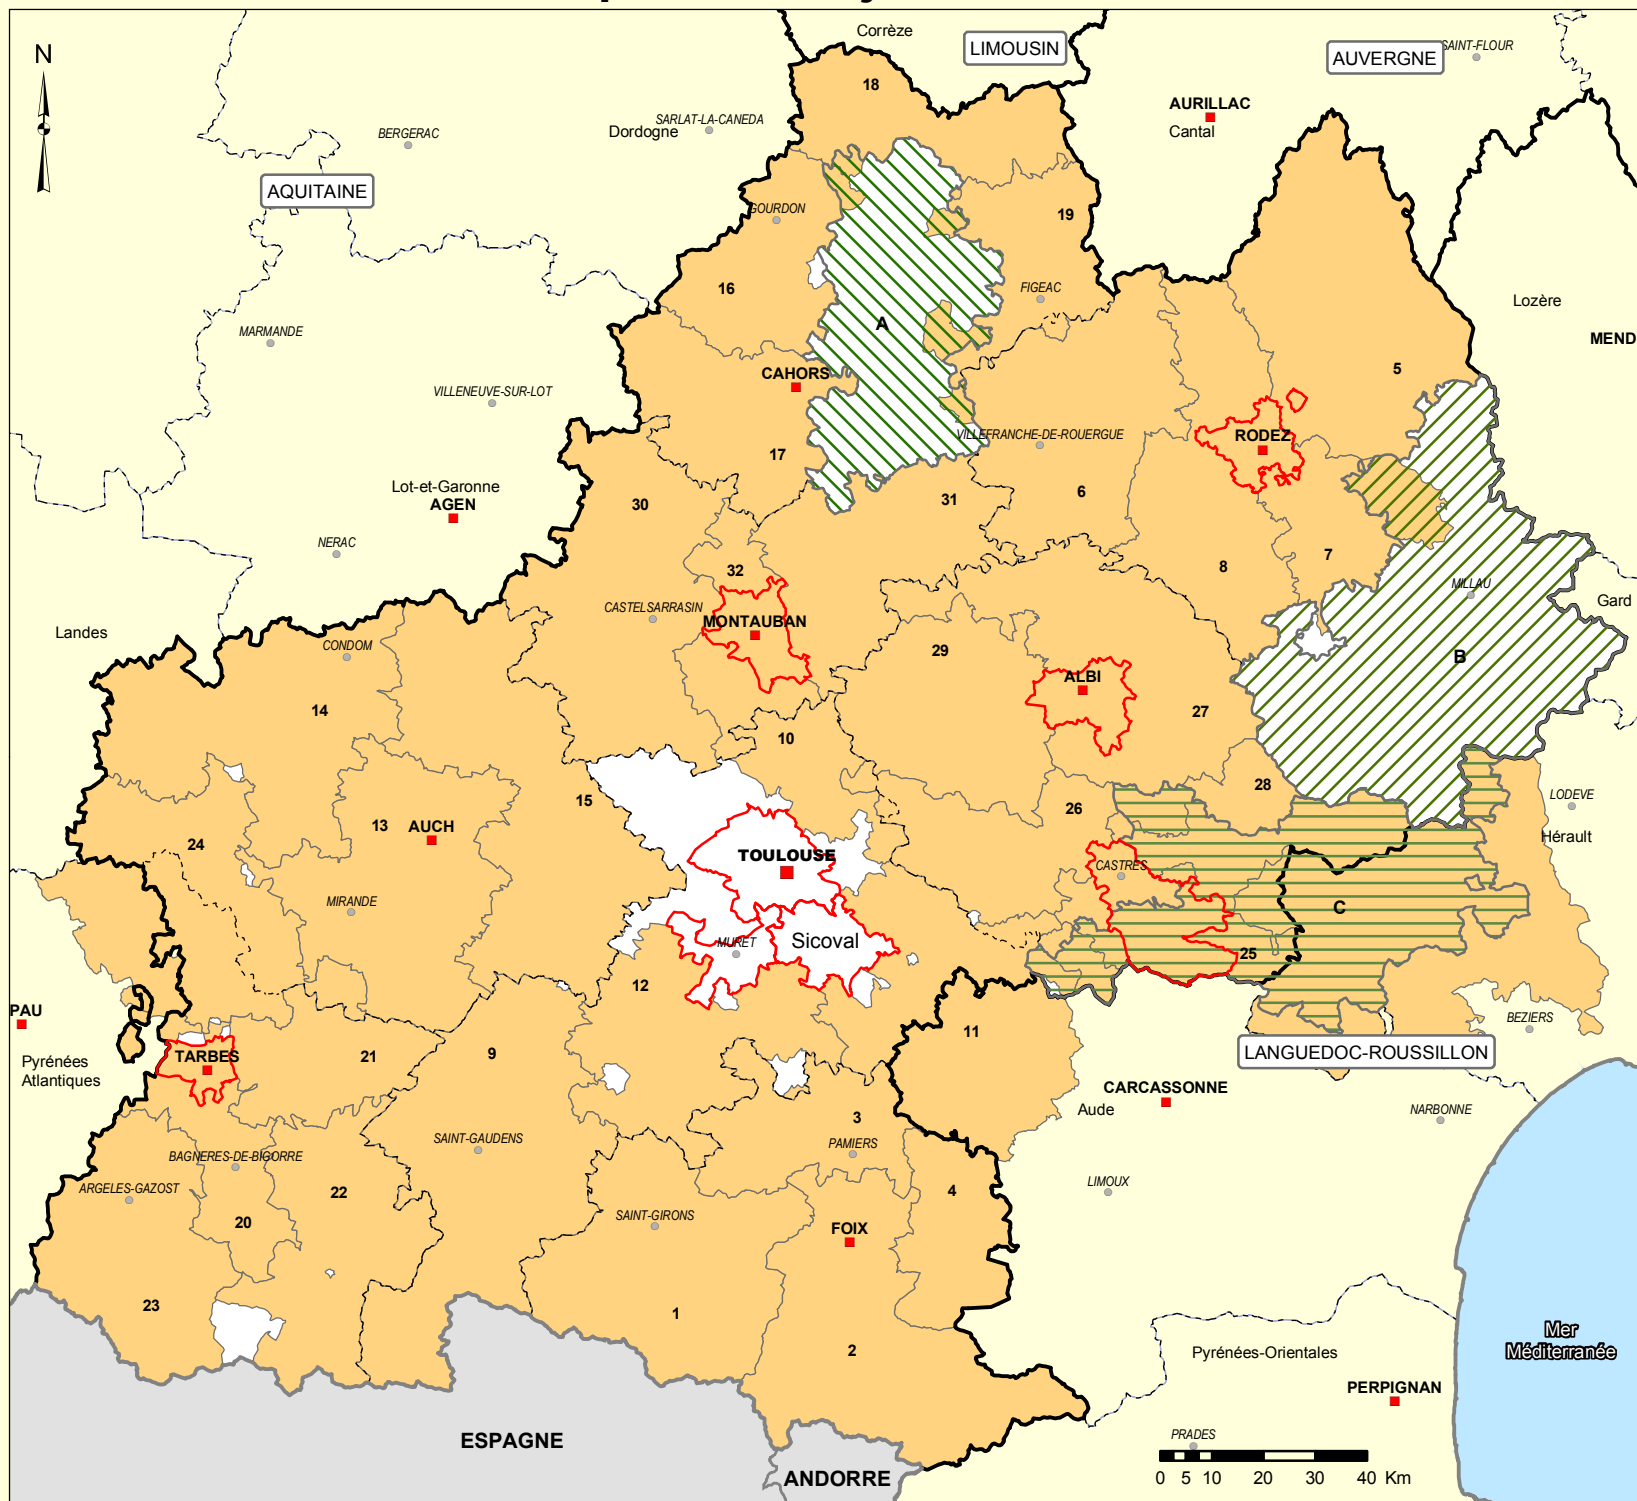 Corrèze
LIMOUSIN
AUVERGNE
SAINT-FLOUR
N
18
AURILLAC
Cantal
SARLAT-LA-CANEDA
Dordogne
BERGERAC
AQUITAINE
GOURDON
19
16
FIGEAC
Lozère
MARMANDE
A
MEND
5
CAHORS
VILLENEUVE-SUR-LOT
VILLEFRANCHE-DE-ROUERGUE
RODEZ
17
Lot-et-Garonne
AGEN
30
31
6
NERAC
7
8
32
MILLAU
Gard
CASTELSARRASIN
MONTAUBAN
Landes
CONDOM
29
B
ALBI
14
27
10
28
LODEVE
15
26
Hérault
13
AUCH
24
TOULOUSE
CASTRES
MIRANDE
C
MURET
Sicoval
25
12
PAU
11
BEZIERS
LANGUEDOC-ROUSSILLON
TARBES
21
9
Pyrénées
Atlantiques
CARCASSONNE
Aude
NARBONNE
3
SAINT-GAUDENS
PAMIERS
BAGNERES-DE-BIGORRE
ARGELES-GAZOST
22
4
LIMOUX
20
SAINT-GIRONS
FOIX
23
1
2
Mer
Méditerranée
Pyrénées-Orientales
PERPIGNAN
ESPAGNE
PRADES
ANDORRE
0 5 10 20 30 40 Km